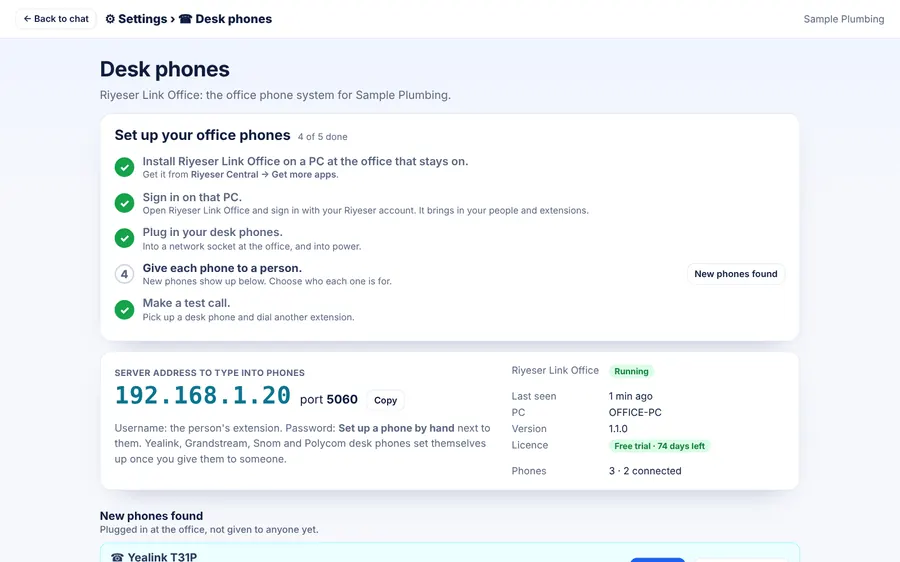 ← Back to chat
⚙ Settings › ☎ Desk phones
Sample Plumbing
Desk phones
Riyeser Link Office: the office phone system for Sample Plumbing.
Set up your office phones 4 of 5 done
Install Riyeser Link Office on a PC at the office that stays on.
Get it from Riyeser Central → Get more apps.
Sign in on that PC.
Open Riyeser Link Office and sign in with your Riyeser account. It brings in your people and extensions.
Plug in your desk phones.
Into a network socket at the office, and into power.
4
Give each phone to a person.
New phones show up below. Choose who each one is for.
New phones found
Make a test call.
Pick up a desk phone and dial another extension.
SERVER ADDRESS TO TYPE INTO PHONES
192.168.1.20 port 5060 Copy
Username: the person's extension. Password: Set up a phone by hand next to
them. Yealink, Grandstream, Snom and Polycom desk phones set themselves
up once you give them to someone.
Riyeser Link Office Running
Last seen 1 min ago
PC OFFICE-PC
Version 1.1.0
Licence Free trial · 74 days left
Phones 3 · 2 connected
New phones found
Plugged in at the office, not given to anyone yet.
☎ Yealink T31P